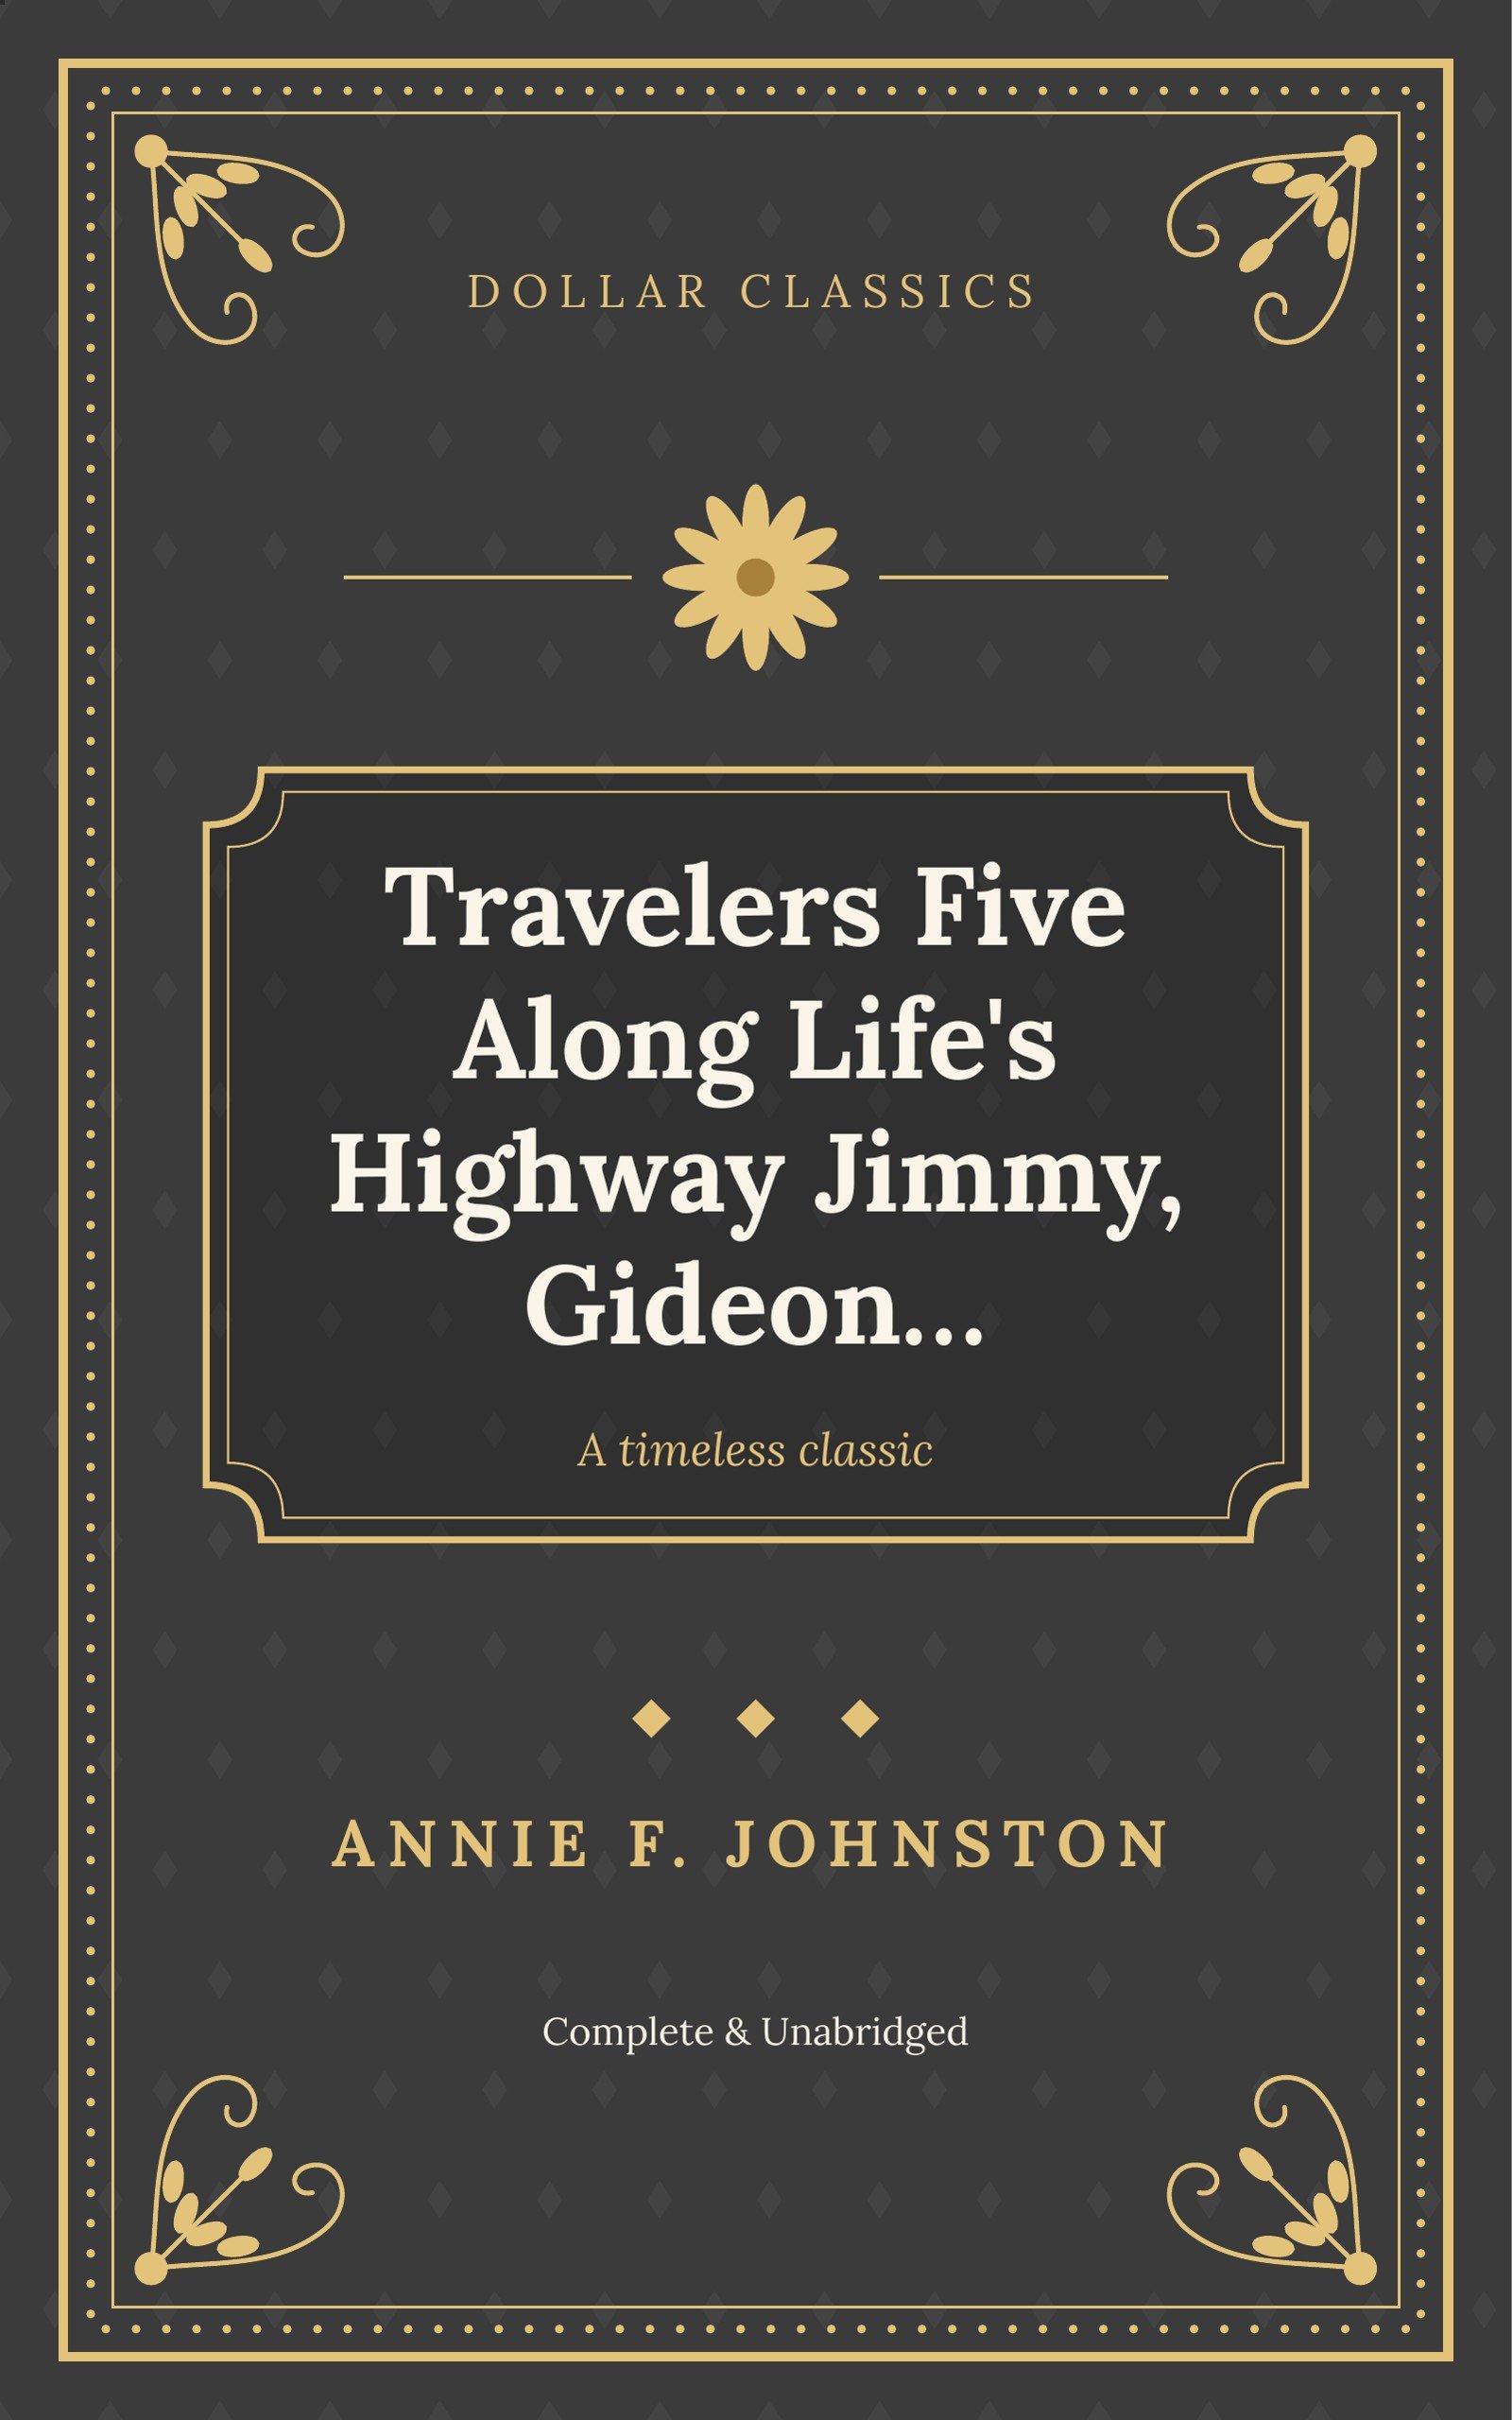 DOLLAR CLASSICS
Travelers Five
Along Life's
Highway Jimmy,
Gideon...
A timeless classic
ANNIE F. JOHNSTON
Complete & Unabridged